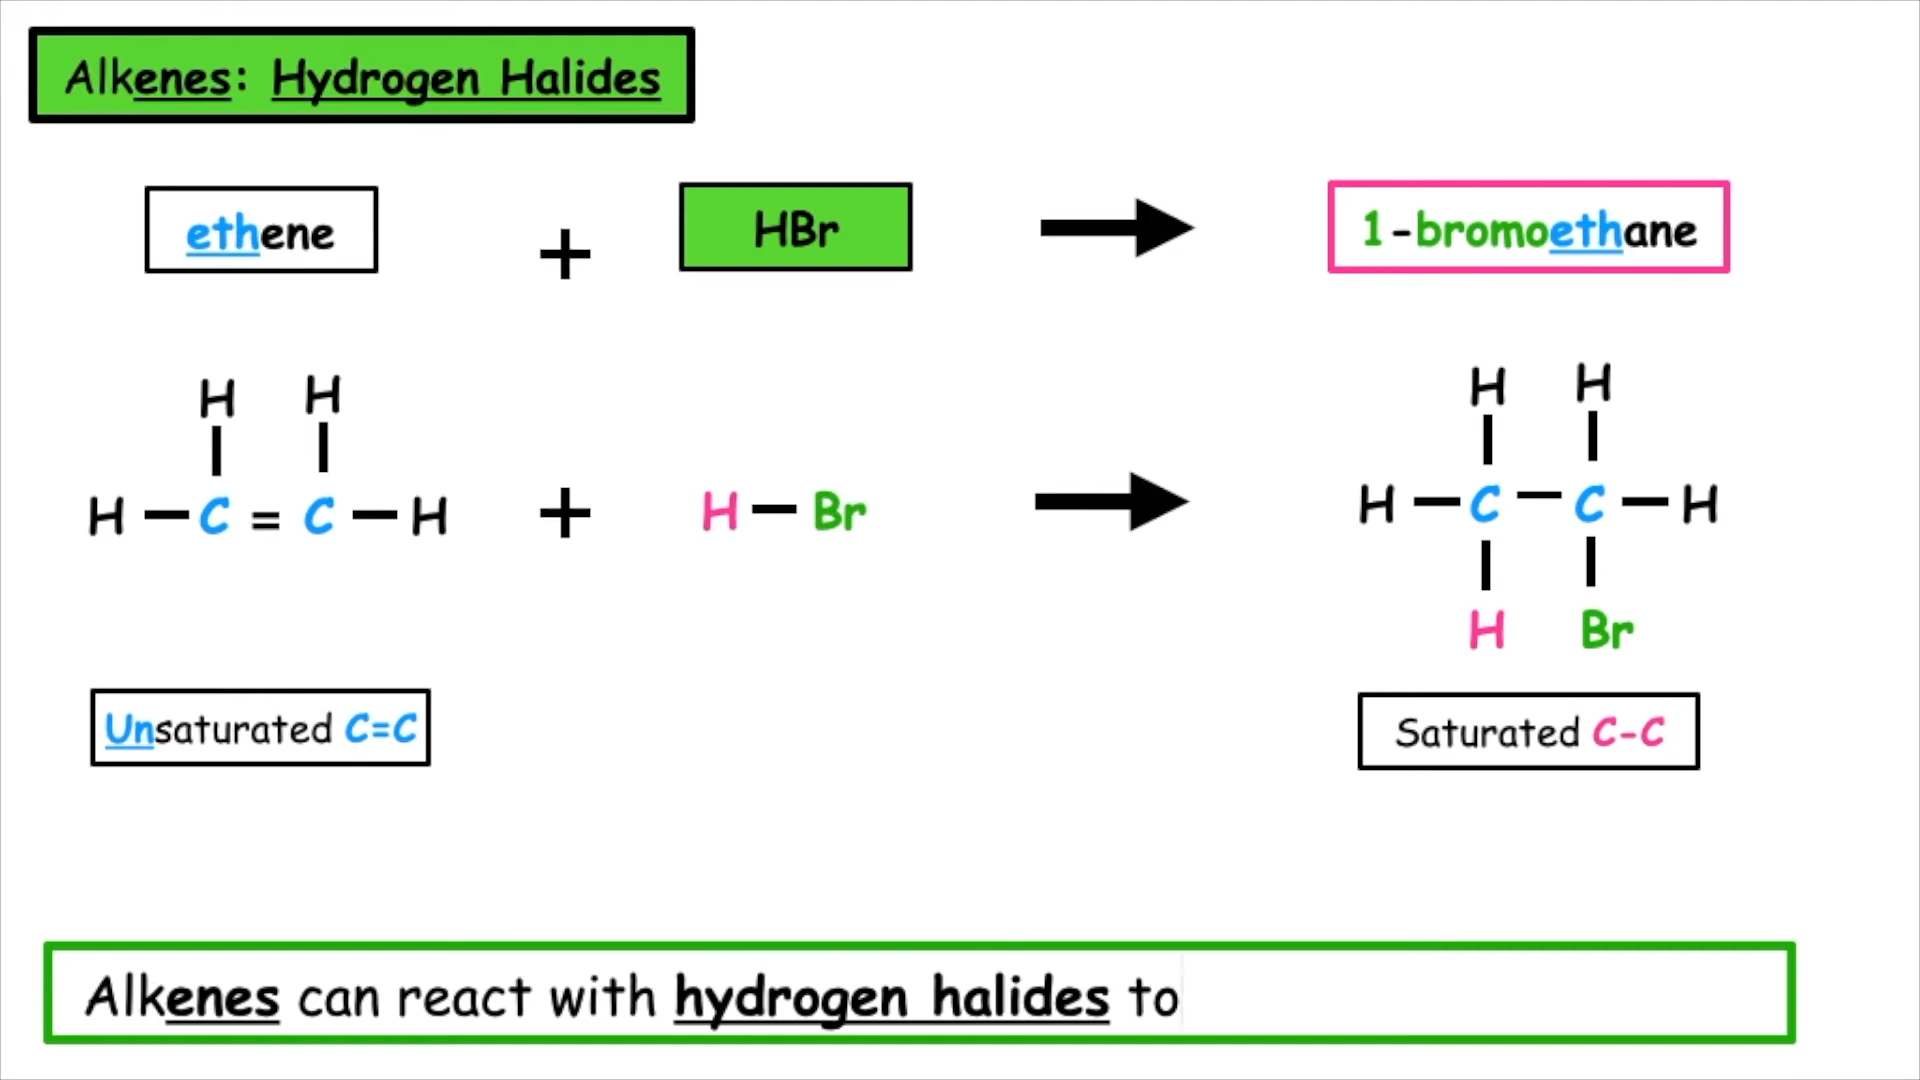 Alkenes: Hydrogen Halides
ethene + HBr 1-bromoethane
H H H H
H C = C H + H Br H C C H
H Br
Unsaturated C=C Saturated C-C
Alkenes can react with hydrogen halides to